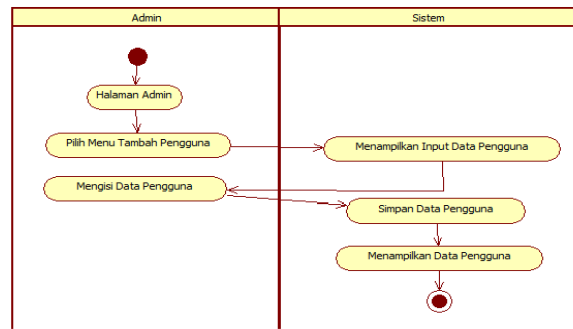 Admin
Sistem
Halaman Admin
Pilih Menu Tambah Pengguna
Menampilkan Input Data Pengguna
Mengisi Data Pengguna
Simpan Data Pengguna
Menampilkan Data Pengguna